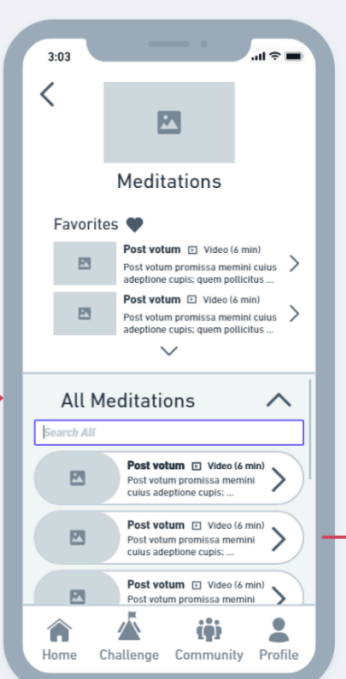 3:03
Meditations
Favorites
Post votum Video (6 min)
Post votum promissa memini cuius
adeptione cupis; quem pollicitus ...
Post votum Video (6 min)
Post votum promissa memini cuius
adeptione cupis; quem pollicitus ...
All Meditations
Search All
Post votum Video (6 min)
Post votum promissa memini
cuius adeptione cupis; ...
Post votum Video (6 min)
Post votum promissa memini
cuius adeptione cupis; ...
Post votum Video (6 min)
Post votum promissa memini
Home Challenge Community Profile